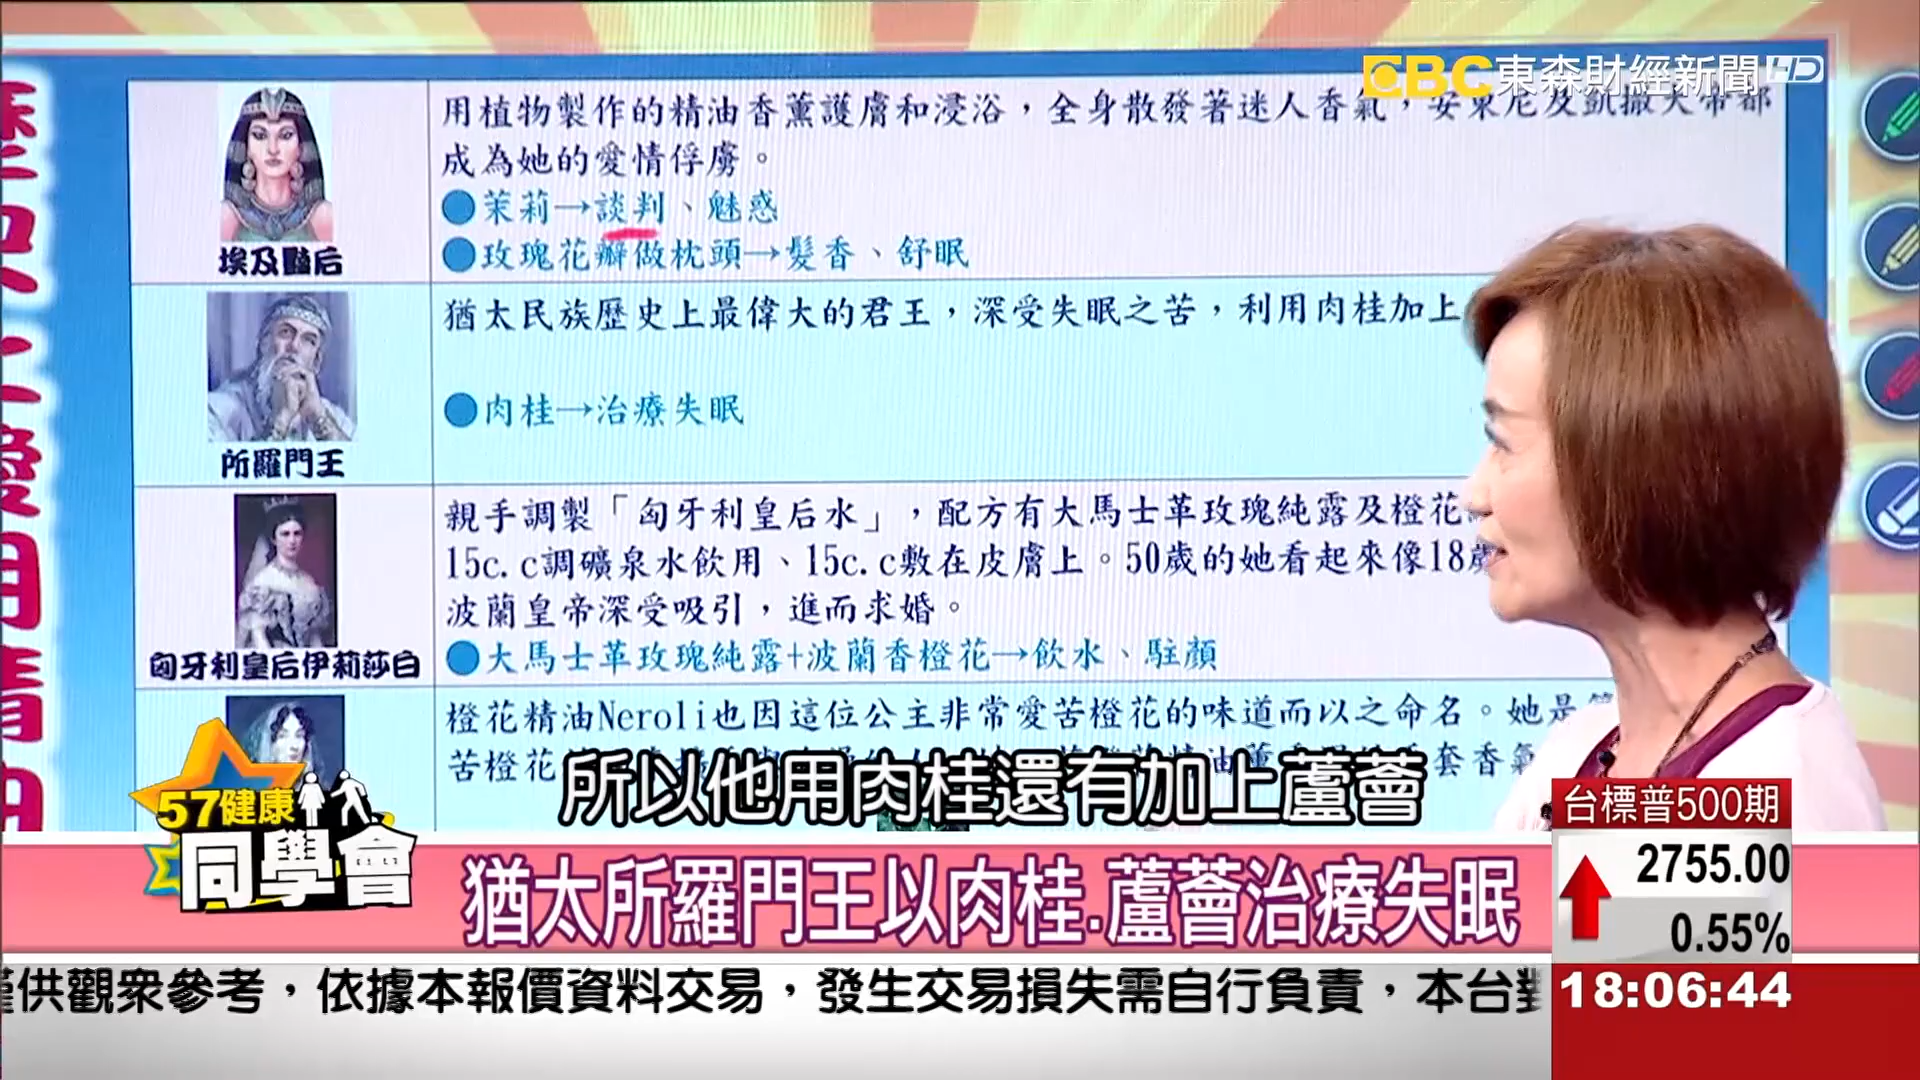 EBC東森財經新聞HD
用植物製作的精油香薰護膚和浸浴，全身散發著迷人香氣，安東尼及凱撒大帝都
成為她的愛情俘虜。
●茉莉→談判、魅惑
●玫瑰花瓣做枕頭→髮香、舒眠
埃及豔后
猶太民族歷史上最偉大的君王，深受失眠之苦，利用肉桂加上
●肉桂→治療失眠
所羅門王
親手調製「匈牙利皇后水」，配方有大馬士革玫瑰純露及橙花
15c.c調礦泉水飲用、15c.c敷在皮膚上。50歲的她看起來像18歲
波蘭皇帝深受吸引，進而求婚。
●大馬士革玫瑰純露+波蘭香橙花→飲水、駐顏
匈牙利皇后伊莉莎白
橙花精油Neroli也因這位公主非常愛苦橙花的味道而以之命名。她是
苦橙花
套香氣
所以他用肉桂還有加上蘆薈
57健康
同學會
猶太所羅門王以肉桂.蘆薈治療失眠
台標普500期
2755.00
0.55%
僅供觀眾參考，依據本報價資料交易，發生交易損失需自行負責，本台對
18:06:44